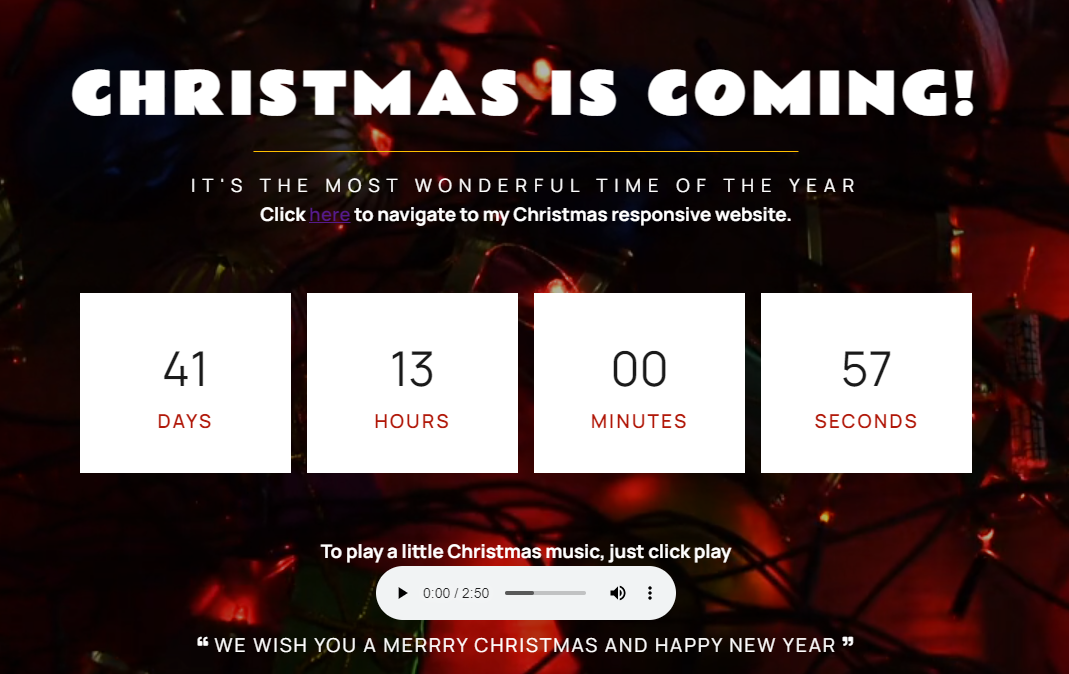 CHRISTMAS IS COMING!
IT'S THE MOST WONDERFUL TIME OF THE YEAR
Click here to navigate to my Christmas responsive website.
41 13 00 57
DAYS HOURS MINUTES SECONDS
To play a little Christmas music, just click play
0:00 / 2:50
❝ WE WISH YOU A MERRRY CHRISTMAS AND HAPPY NEW YEAR ❞